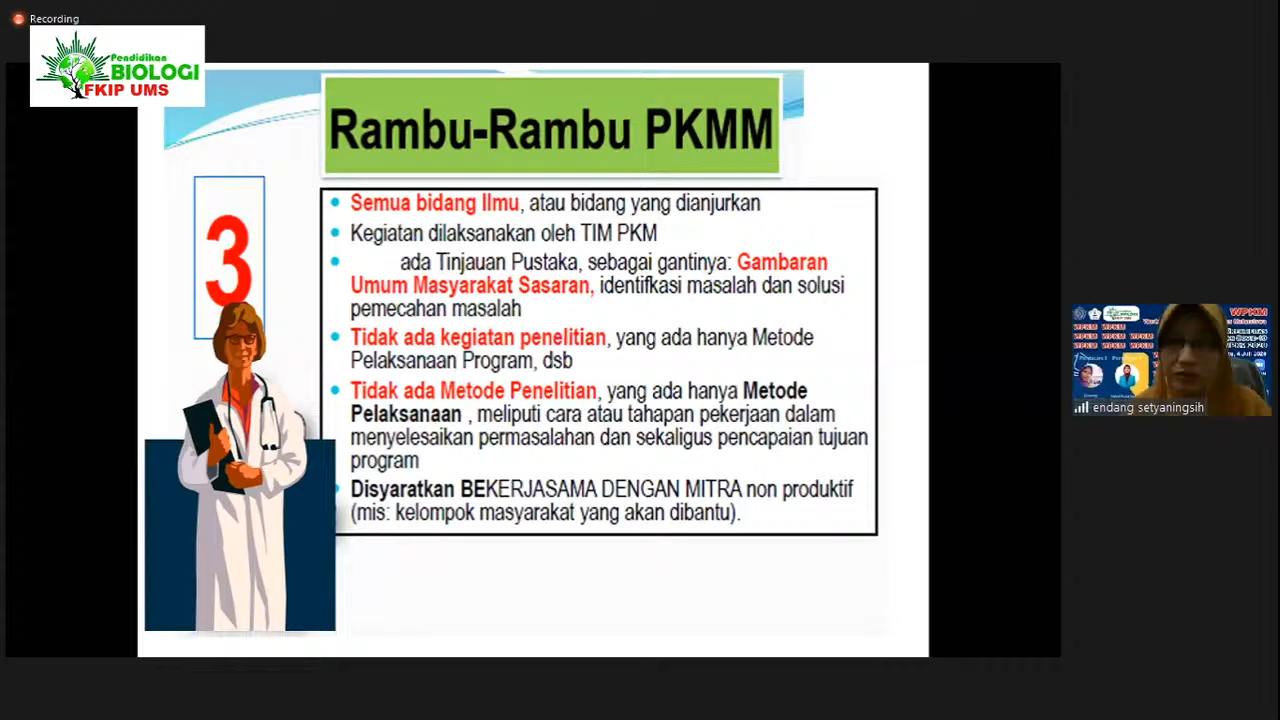 Recording
Pendidikan
BIOLOGI
FKIP UMS
Rambu-Rambu PKMM
3
Semua bidang Ilmu, atau bidang yang dianjurkan
Kegiatan dilaksanakan oleh TIM PKM
ada Tinjauan Pustaka, sebagai gantinya: Gambaran
Umum Masyarakat Sasaran, identifkasi masalah dan solusi
pemecahan masalah
Tidak ada kegiatan penelitian, yang ada hanya Metode
Pelaksanaan Program, dsb
Tidak ada Metode Penelitian, yang ada hanya Metode
Pelaksanaan , meliputi cara atau tahapan pekerjaan dalam
menyelesaikan permasalahan dan sekaligus pencapaian tujuan
program
Disyaratkan BEKERJASAMA DENGAN MITRA non produktif
(mis: kelompok masyarakat yang akan dibantu).
WPKM
endang setyaningsih